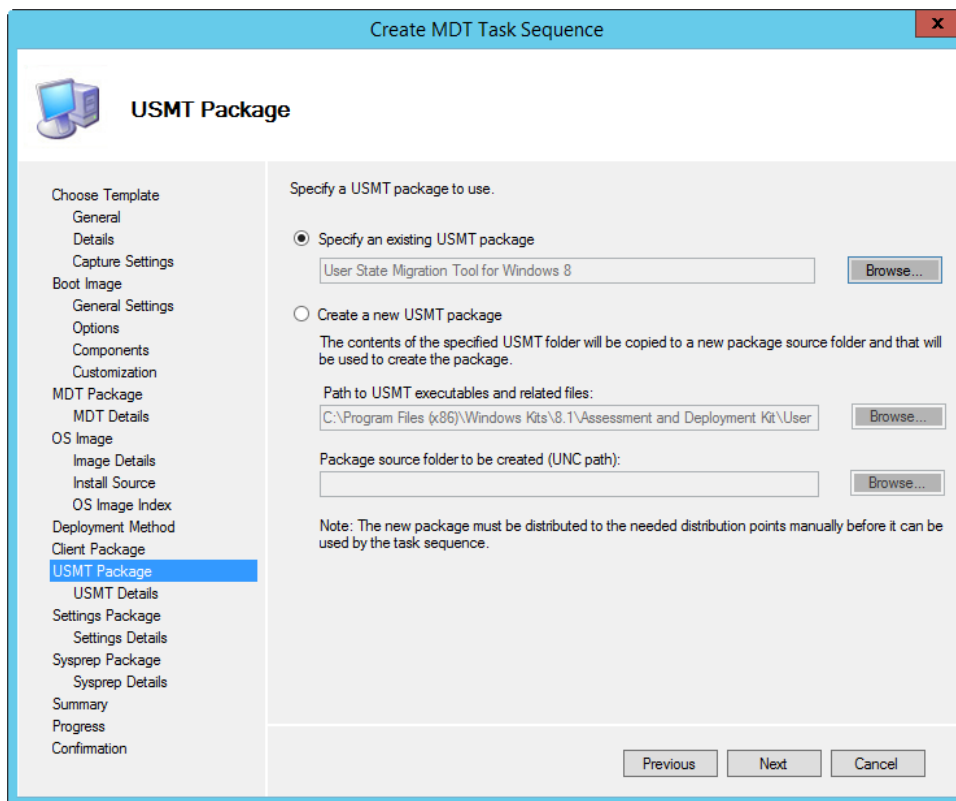 Create MDT Task Sequence
x
USMT Package
Choose Template
General
Details
Capture Settings
Boot Image
General Settings
Options
Components
Customization
MDT Package
MDT Details
OS Image
Image Details
Install Source
OS Image Index
Deployment Method
Client Package
USMT Package
USMT Details
Settings Package
Settings Details
Sysprep Package
Sysprep Details
Summary
Progress
Confirmation
Specify a USMT package to use.
Specify an existing USMT package
User State Migration Tool for Windows 8
Browse...
Create a new USMT package
The contents of the specified USMT folder will be copied to a new package source folder and that will
be used to create the package.
Path to USMT executables and related files:
C:\Program Files (x86)\Windows Kits\8.1\Assessment and Deployment Kit\User
Browse...
Package source folder to be created (UNC path):
Browse...
Note: The new package must be distributed to the needed distribution points manually before it can be
used by the task sequence.
Previous
Next
Cancel